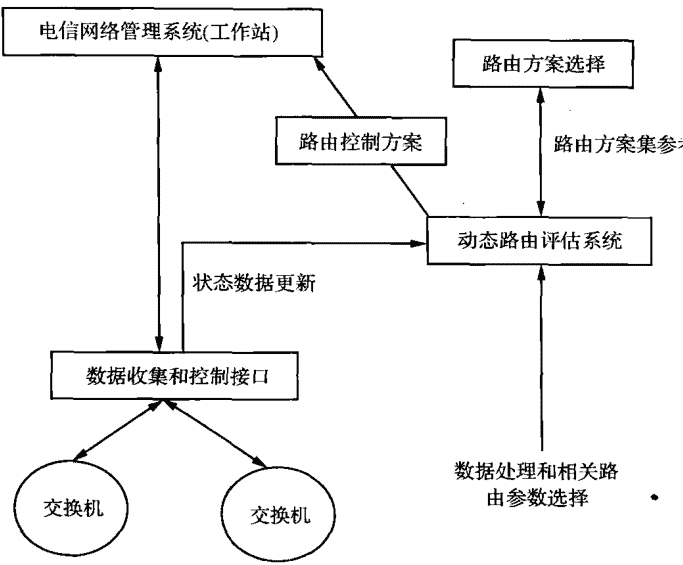 电信网络管理系统(工作站)
路由方案选择
路由控制方案
路由方案集参
动态路由评估系统
状态数据更新
数据收集和控制接口
数据处理和相关路
由参数选择
交换机
交换机